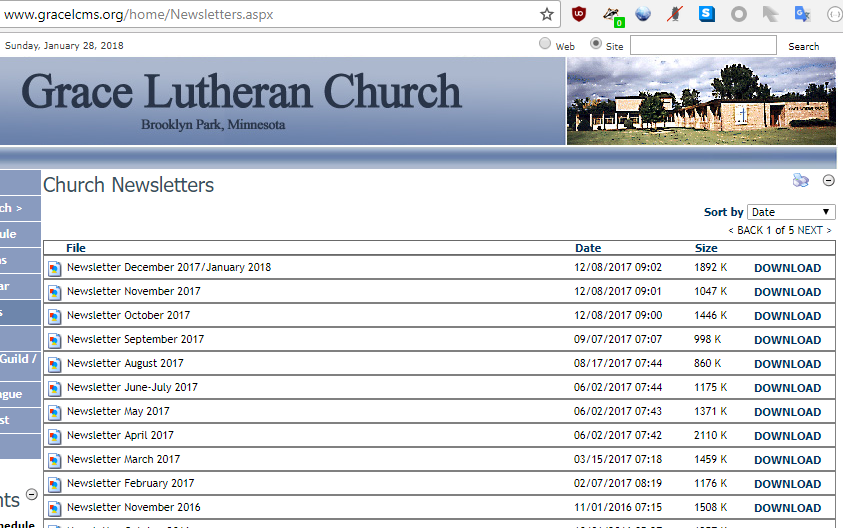 www.gracelcms.org/home/Newsletters.aspx
0
Sunday, January 28, 2018
Web Site Search
Grace Lutheran Church
Brooklyn Park, Minnesota
Church Newsletters
Sort by Date
< BACK 1 of 5 NEXT >
File Date Size
Newsletter December 2017/January 2018 12/08/2017 09:02 1892 K DOWNLOAD
Newsletter November 2017 12/08/2017 09:01 1047 K DOWNLOAD
Newsletter October 2017 12/08/2017 09:00 1446 K DOWNLOAD
Newsletter September 2017 09/07/2017 07:07 998 K DOWNLOAD
Newsletter August 2017 08/17/2017 07:44 860 K DOWNLOAD
Newsletter June-July 2017 06/02/2017 07:44 1175 K DOWNLOAD
Newsletter May 2017 06/02/2017 07:43 1371 K DOWNLOAD
Newsletter April 2017 06/02/2017 07:42 2110 K DOWNLOAD
Newsletter March 2017 03/15/2017 07:18 1459 K DOWNLOAD
Newsletter February 2017 02/07/2017 08:19 1176 K DOWNLOAD
Newsletter November 2016 11/01/2016 07:15 1508 K DOWNLOAD
ch >
ule
s
ar
s
Guild /
ague
st
nts
hedule